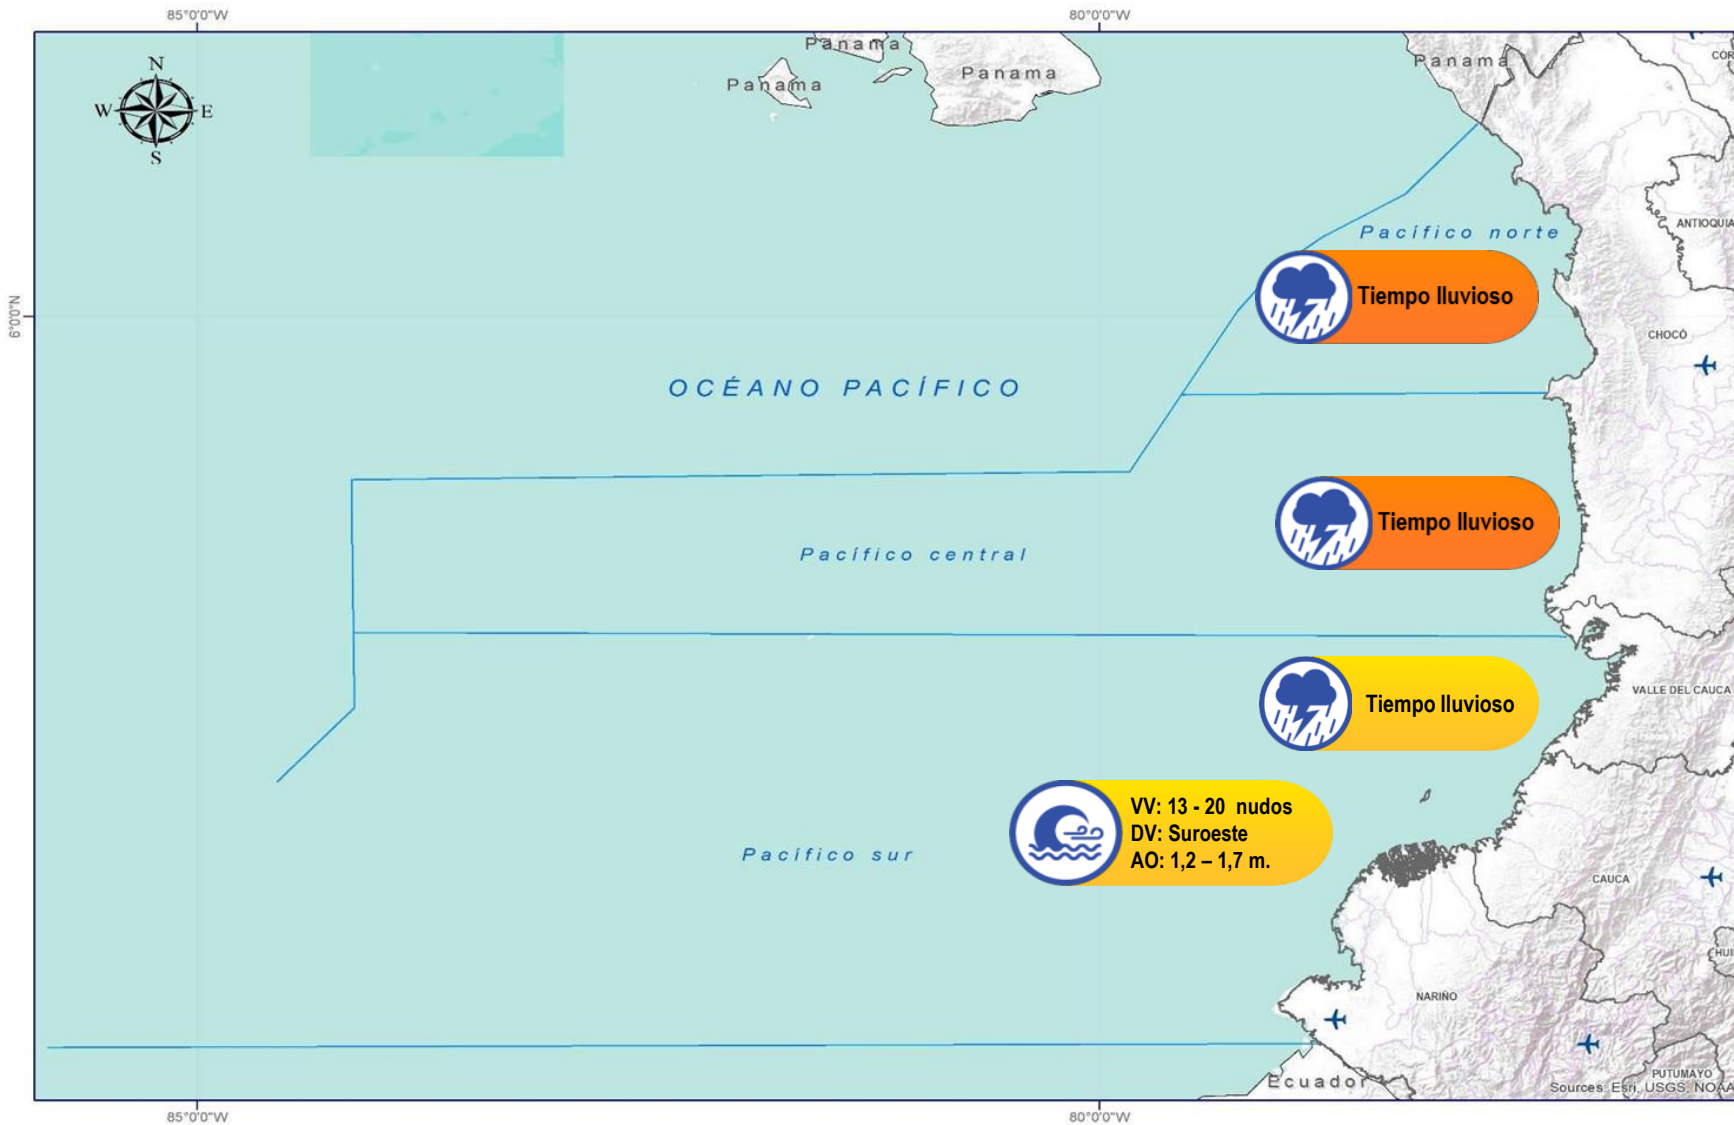 85°0'0"W
80°0'0"W
N
W
E
S
Panama
Panama
Panama
Panama
ANTIOQUIA
Pacífico norte
Tiempo lluvioso
6°0'0"N
CHOCÓ
OCÉANO PACÍFICO
Tiempo lluvioso
Pacífico central
VALLE DEL CAUCA
Tiempo lluvioso
VV: 13 - 20 nudos
DV: Suroeste
AO: 1,2 – 1,7 m.
Pacífico sur
CAUCA
NARIÑO
PUTUMAYO
Ecuador
Sources: Esri, USGS, NOAA
85°0'0"W
80°0'0"W